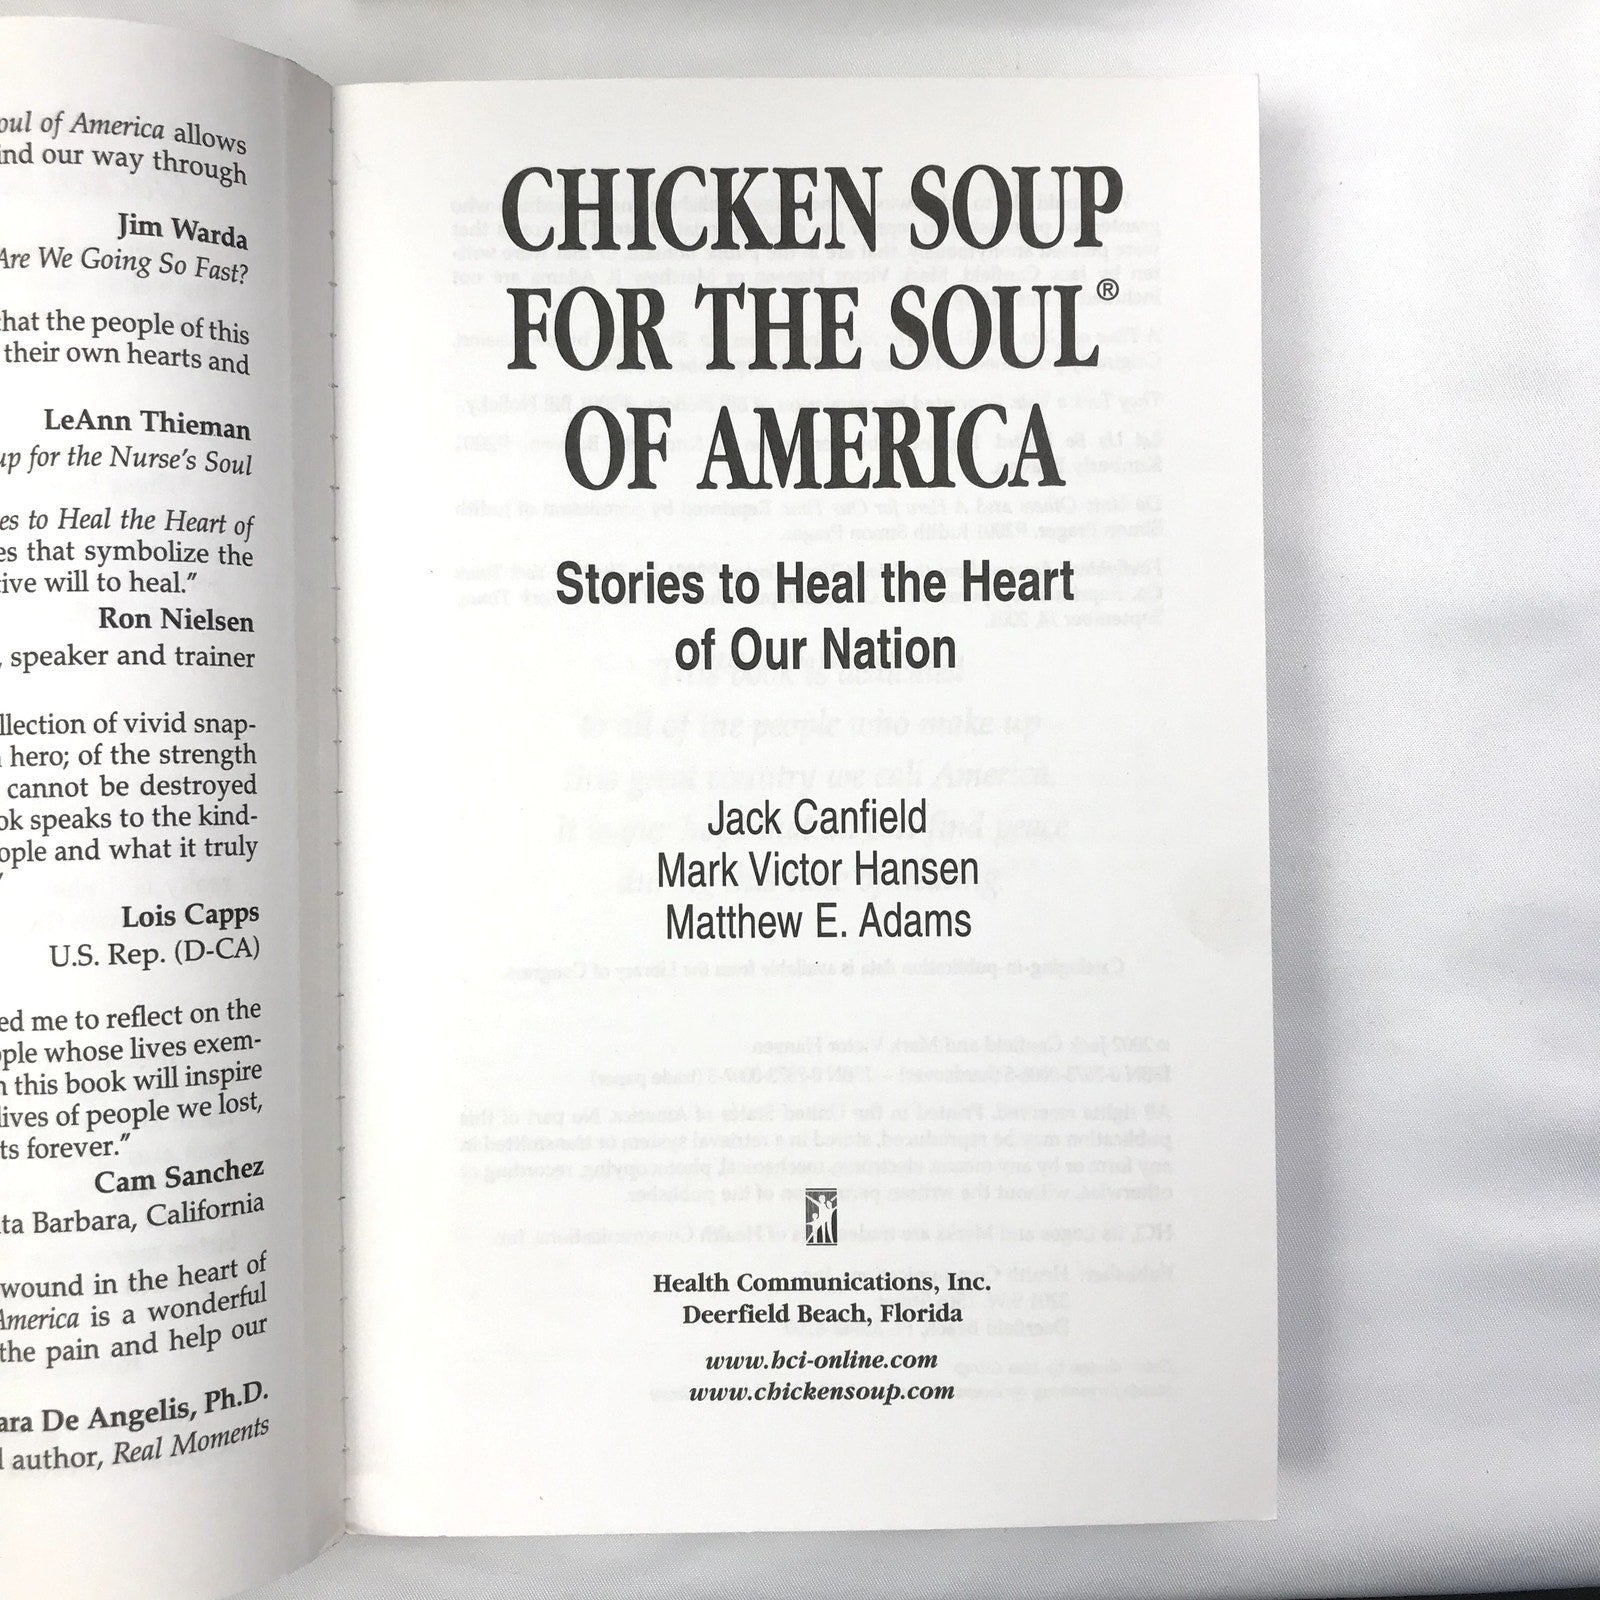 oul of America allows
ind our way through
Jim Warda
Are We Going So Fast?
that the people of this
their own hearts and
LeAnn Thieman
up for the Nurse's Soul
es to Heal the Heart of
es that symbolize the
tive will to heal."
Ron Nielsen
, speaker and trainer
llection of vivid snap-
hero; of the strength
cannot be destroyed
ok speaks to the kind-
ople and what it truly
Lois Capps
U.S. Rep. (D-CA)
ed me to reflect on the
ople whose lives exem-
n this book will inspire
lives of people we lost,
ts forever."
Cam Sanchez
ta Barbara, California
wound in the heart of
America is a wonderful
the pain and help our
ara De Angelis, Ph.D.
author, Real Moments
CHICKEN SOUP
FOR THE SOUL®
OF AMERICA
Stories to Heal the Heart
of Our Nation
Jack Canfield
Mark Victor Hansen
Matthew E. Adams
Health Communications, Inc.
Deerfield Beach, Florida
www.hci-online.com
www.chickensoup.com